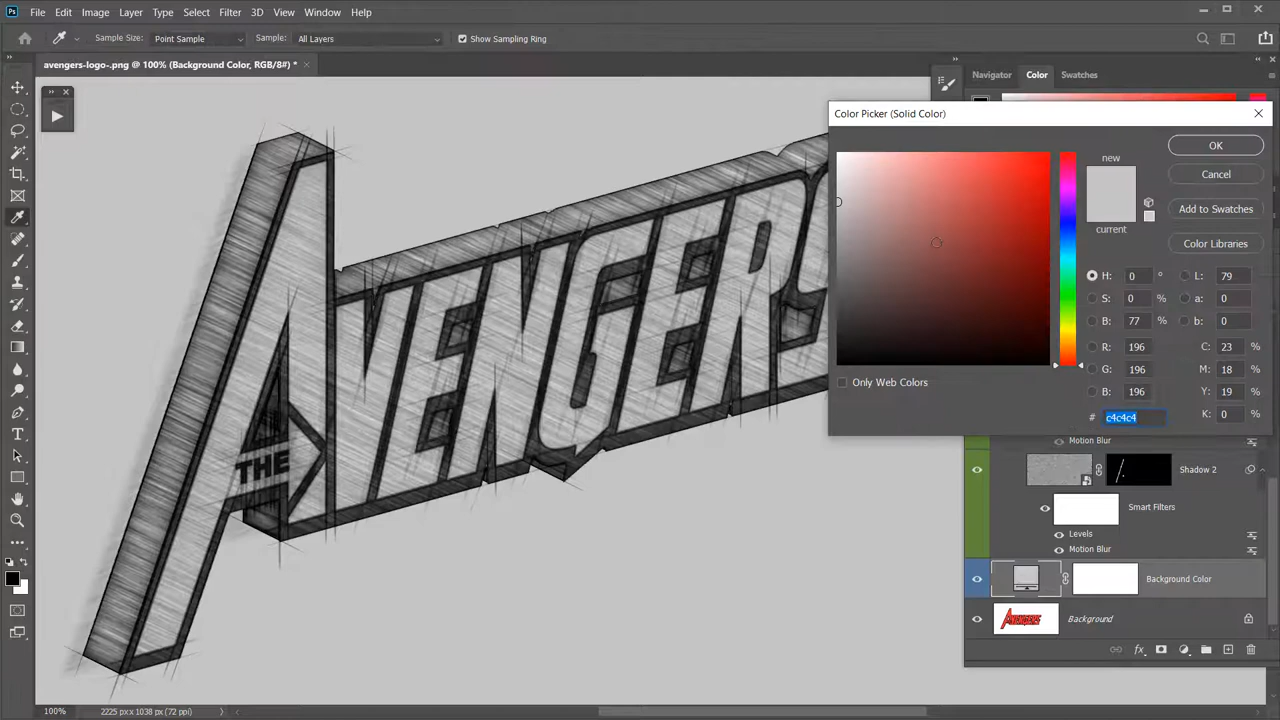 Ps File Edit Image Layer Type Select Filter 3D View Window Help
Sample Size: Point Sample Sample: All Layers Show Sampling Ring
avengers-logo-.png @ 100% (Background Color, RGB/8#) *
Navigator Color Swatches
Color Picker (Solid Color)
new
current
OK
Cancel
Add to Swatches
Color Libraries
H: 0 ° L: 79
S: 0 % a: 0
B: 77 % b: 0
R: 196 C: 23 %
G: 196 M: 18 %
B: 196 Y: 19 %
# c4c4c4 K: 0 %
Only Web Colors
THE
AVENGERS
Motion Blur
Shadow 2
Smart Filters
Levels
Motion Blur
Background Color
AVENGERS Background
fx
100% 2225 px x 1038 px (72 ppi)